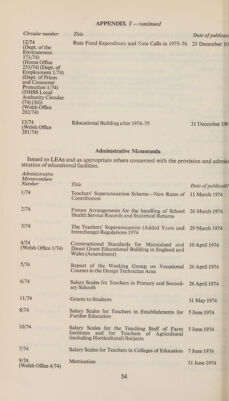 APPENDIX F—continued
Circular number Title Date of publicati
12/74 Rate Fund Expenditure and Rate Calls in 1975-76 23 December 19
(Dept. of the
Environment
171/74)
(Home Office
233/74) (Dept. of
Employment 1/74)
(Dept. of Prices
and Consumer
Protection 1/74)
(DHSS Local
Authority Circular
(74)(36))
(Welsh Office
282/74)
13/74 Educational Building after 1974-75 31 December 19
(Welsh Office
281/74)
Administrative Memoranda
Issued to LEAs and as appropriate others concerned with the provision and adminis
tration of educational facilities.
Administrative
Memorandum
Number Title Date of publicati
1/74 Teachers' Superannuation Scheme—New Rates of 11 March 1974
Contribution
2/74 Future Arrangements for the handling of School 26 March 1974
Health Service Records and Statistical Returns
3/74 The Teachers' Superannuation (Added Years and 29 March 1974
Interchange) Regulations 1974
4/74 Constructional Standards for Maintained and 10 April 1974
(Welsh Office 1/74) Direct Grant Educational Building in England and
Wales (Amendment)
5/74 Report of the Working Group on Vocational 26 April 1974
Courses in the Design Technician Area
6/74 Salary Scales for Teachers in Primary and Second- 26 April 1974
ary Schools
11/74 Grants to Students 31 May 1974
8/74 Salary Scales for Teachers in Establishments for 5 June 1974
Further Education
10/74 Salary Scales for the Teaching Staff of Farm 5 June 1974
Institutes and for Teachers of Agricultural
(including Horticultural) Subjects
7/74 Salary Scales for Teachers in Colleges of Education 7 June 1974
9/74 Metrication 11 June 1974
(Welsh Office 4/74)
54